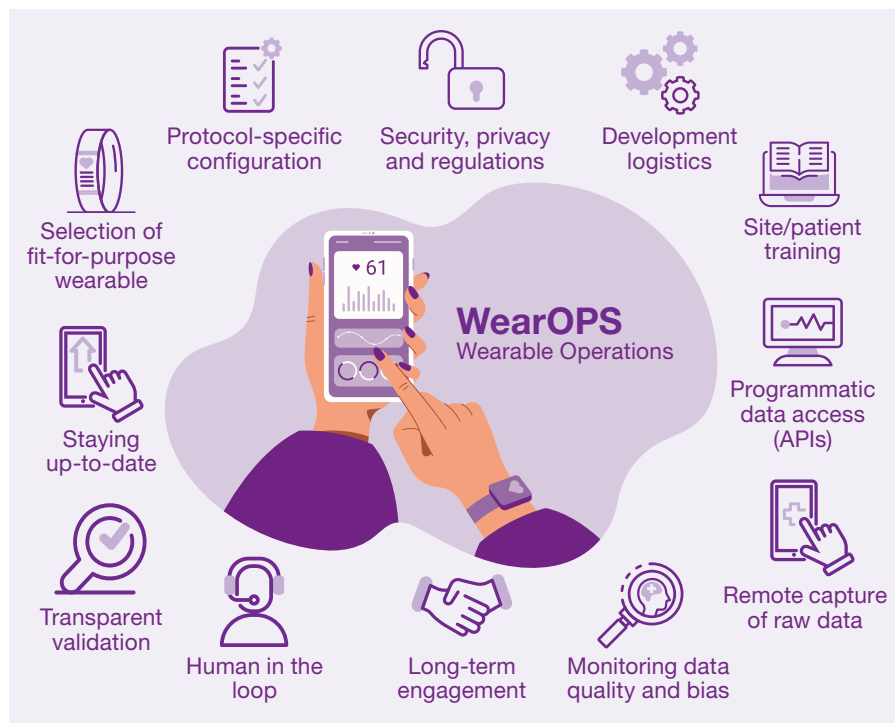 Protocol-specific
configuration
Security, privacy
and regulations
Development
logistics
Selection of
fit-for-purpose
wearable
Site/patient
training
61
WearOPS
Wearable Operations
Staying
up-to-date
Programmatic
data access
(APIs)
Transparent
validation
Human in the
loop
Long-term
engagement
Monitoring data
quality and bias
Remote capture
of raw data